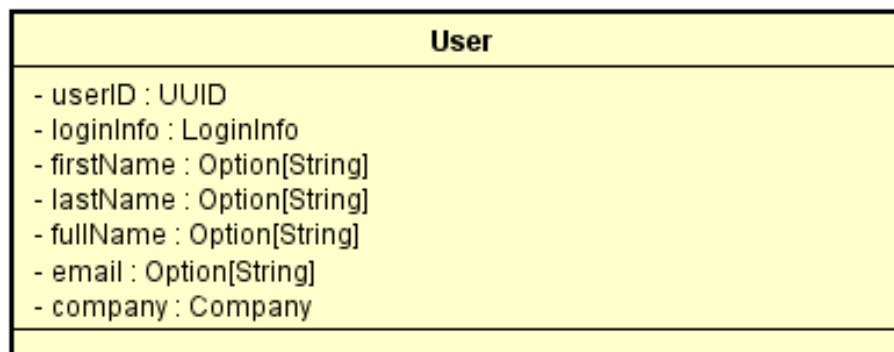 User
- userID : UUID
- loginInfo : LoginInfo
- firstName : Option[String]
- lastName : Option[String]
- fullName : Option[String]
- email : Option[String]
- company : Company